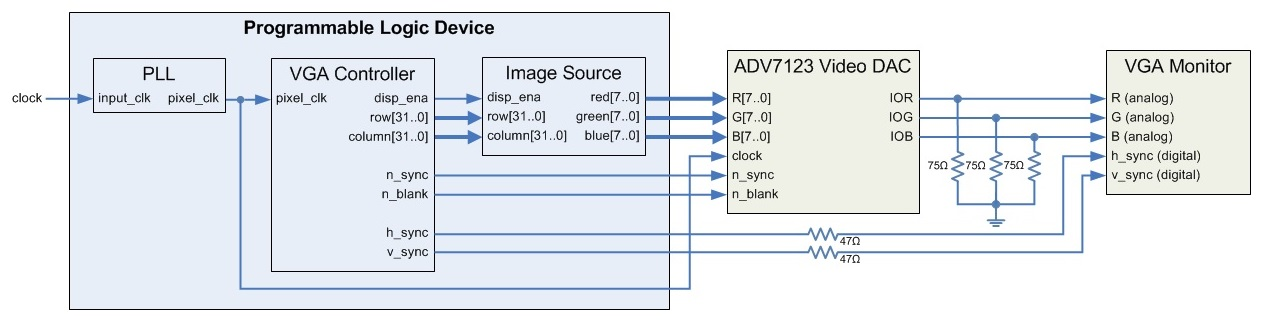 Programmable Logic Device
PLL
VGA Controller
Image Source
ADV7123 Video DAC
VGA Monitor
clock
input_clk pixel_clk
pixel_clk disp_ena
row[31..0]
column[31..0]
n_sync
n_blank
h_sync
v_sync
disp_ena red[7..0]
row[31..0] green[7..0]
column[31..0] blue[7..0]
R[7..0] IOR
G[7..0] IOG
B[7..0] IOB
clock
n_sync
n_blank
75Ω 75Ω 75Ω
47Ω
47Ω
R (analog)
G (analog)
B (analog)
h_sync (digital)
v_sync (digital)